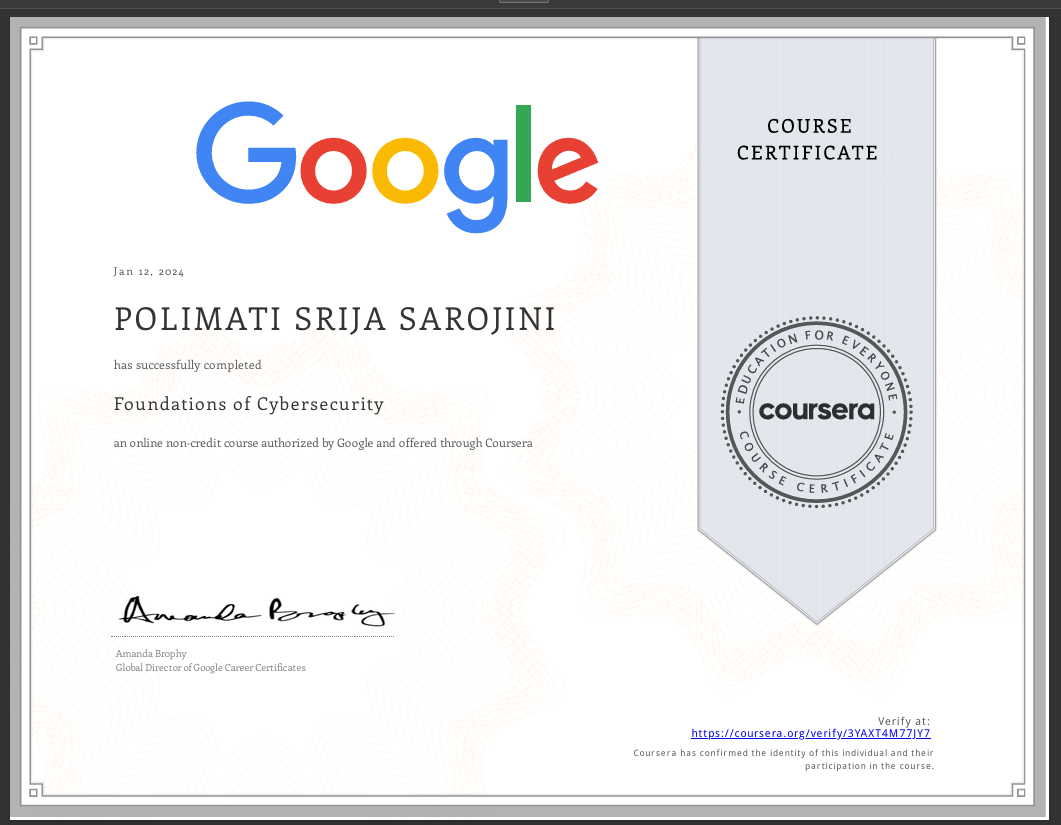 Google
COURSE
CERTIFICATE
Jan 12, 2024
POLIMATI SRIJA SAROJINI
has successfully completed
Foundations of Cybersecurity
an online non-credit course authorized by Google and offered through Coursera
EDUCATION FOR EVERYONE
coursera
COURSE CERTIFICATE
Amanda Brophy
Amanda Brophy
Global Director of Google Career Certificates
Verify at:
https://coursera.org/verify/3YAXT4M77JY7
Coursera has confirmed the identity of this individual and their
participation in the course.